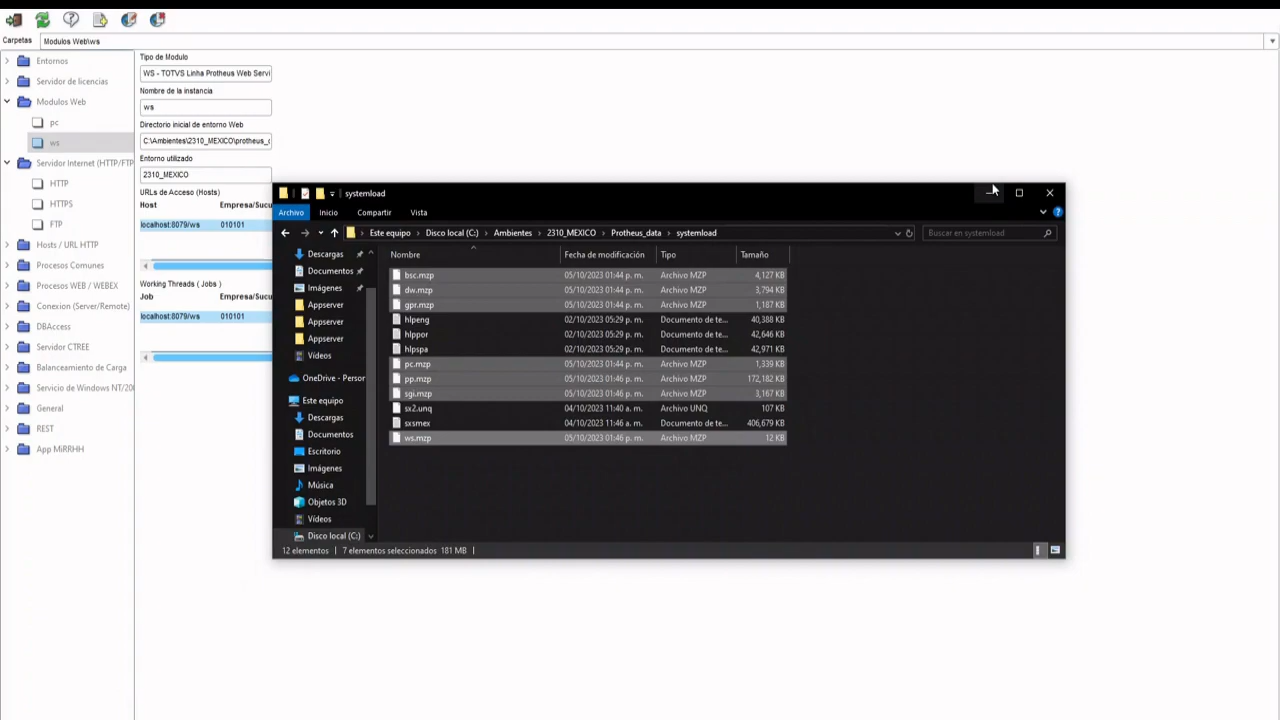 Carpetas
Modulos Web\ws
Entornos
Servidor de licencias
Modulos Web
pc
ws
Servidor Internet (HTTP/FTP
HTTP
HTTPS
FTP
Hosts / URL HTTP
Procesos Comunes
Procesos WEB / WEBEX
Conexion (Server/Remote)
DBAccess
Servidor CTREE
Balanceamiento de Carga
Servicio de Windows NT/200
General
REST
App MiRRHH
Tipo de Modulo
WS - TOTVS Linha Protheus Web Servi
Nombre de la instancia
ws
Directorio inicial de entorno Web
C:\Ambientes\2310_MEXICO\protheus_d
Entorno utilizado
2310_MEXICO
URLs de Acceso (Hosts)
Host Empresa/Sucu
localhost:8079/ws 010101
Working Threads ( Jobs )
Job Empresa/Sucu
localhost:8079/ws 010101
systemload
Archivo Inicio Compartir Vista
Este equipo > Disco local (C:) > Ambientes > 2310_MEXICO > Protheus_data > systemload
Buscar en systemload
Descargas
Documentos
Imágenes
Appserver
Appserver
Appserver
Vídeos
OneDrive - Person
Este equipo
Descargas
Documentos
Escritorio
Imágenes
Música
Objetos 3D
Vídeos
Disco local (C:)
Nombre Fecha de modificación Tipo Tamaño
bsc.mzp 05/10/2023 01:44 p. m. Archivo MZP 4,127 KB
dw.mzp 05/10/2023 01:44 p. m. Archivo MZP 3,794 KB
gpr.mzp 05/10/2023 01:44 p. m. Archivo MZP 1,187 KB
hlpeng 02/10/2023 05:29 p. m. Documento de te... 40,388 KB
hlppor 02/10/2023 05:29 p. m. Documento de te... 42,646 KB
hlpspa 02/10/2023 05:29 p. m. Documento de te... 42,971 KB
pc.mzp 05/10/2023 01:44 p. m. Archivo MZP 1,339 KB
pp.mzp 05/10/2023 01:46 p. m. Archivo MZP 172,182 KB
sgi.mzp 05/10/2023 01:46 p. m. Archivo MZP 3,167 KB
sx2.unq 04/10/2023 11:40 a. m. Archivo UNQ 107 KB
sxsmex 04/10/2023 11:46 a. m. Documento de te... 406,679 KB
ws.mzp 05/10/2023 01:46 p. m. Archivo MZP 12 KB
12 elementos 7 elementos seleccionados 181 MB